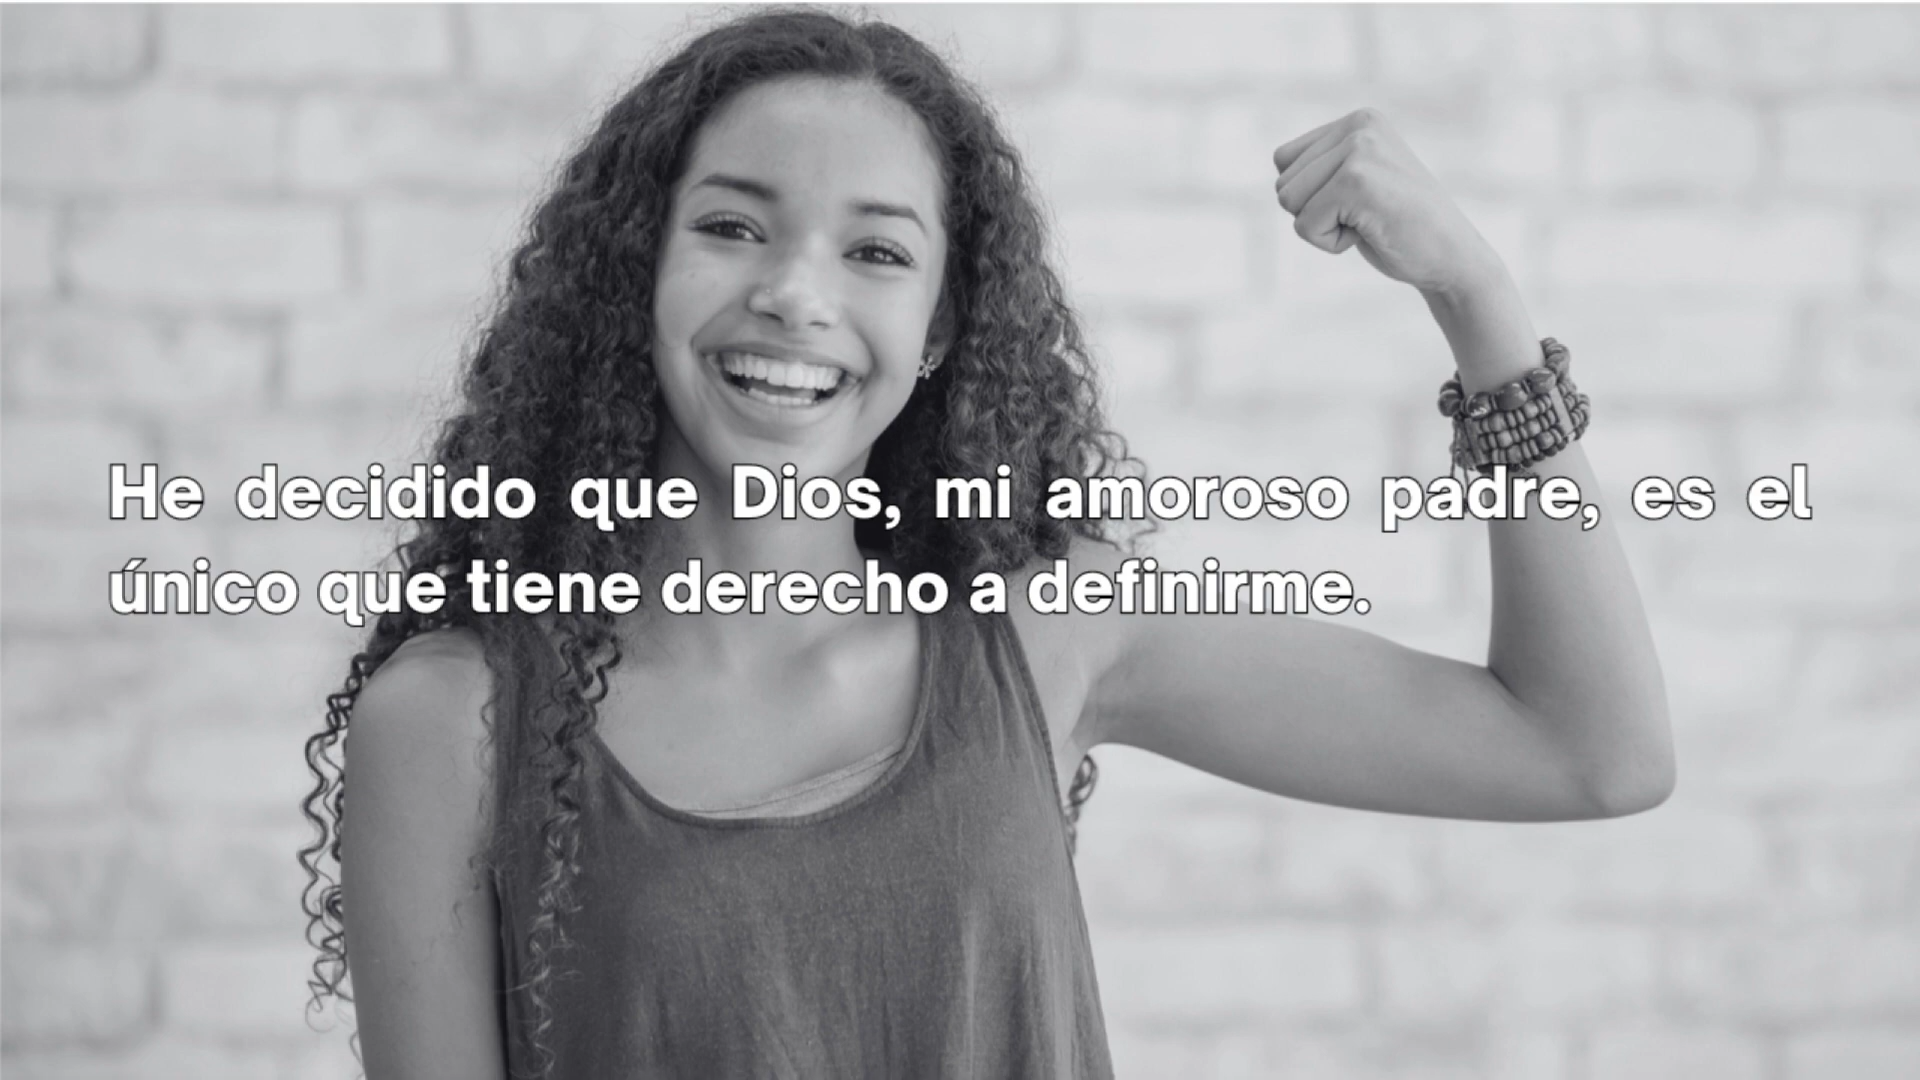 He decidido que Dios, mi amoroso padre, es el
único que tiene derecho a definirme.